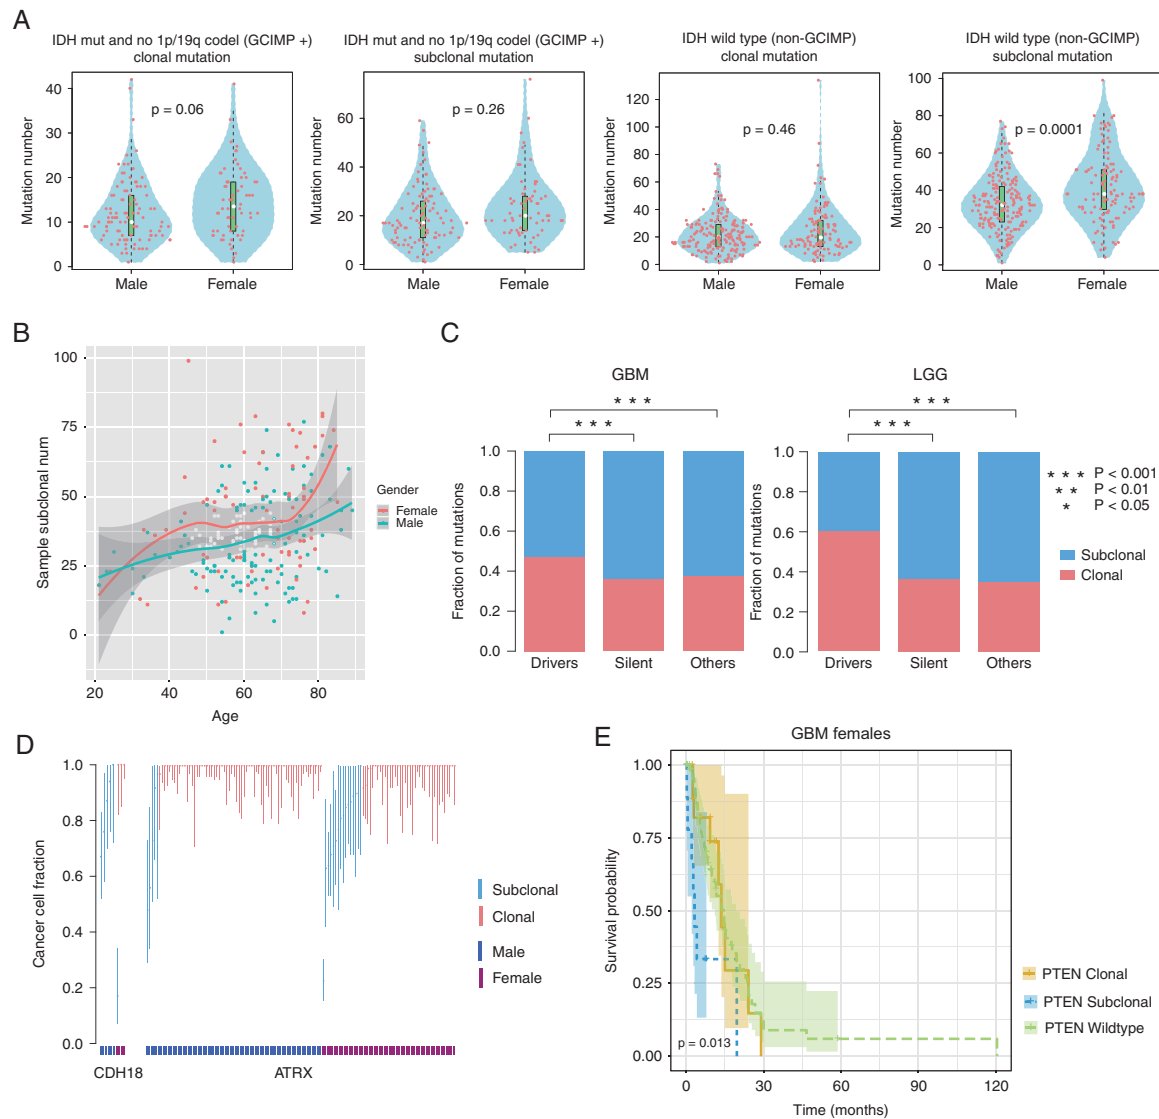 A
IDH mut and no 1p/19q codel (GCIMP +)
clonal mutation
Mutation number
40
30
20
10
0
p = 0.06
Male
Female
IDH mut and no 1p/19q codel (GCIMP +)
subclonal mutation
Mutation number
60
40
20
0
p = 0.26
Male
Female
IDH wild type (non-GCIMP)
clonal mutation
Mutation number
120
100
80
60
40
20
0
p = 0.46
Male
Female
IDH wild type (non-GCIMP)
subclonal mutation
Mutation number
100
80
60
40
20
0
p = 0.0001
Male
Female
B
Sample subclonal num
100
75
50
25
0
20
40
60
80
Age
Gender
Female
Male
C
GBM
* * *
* * *
Fraction of mutations
1.0
0.8
0.6
0.4
0.2
0.0
Drivers
Silent
Others
LGG
* * *
* * *
Fraction of mutations
1.0
0.8
0.6
0.4
0.2
0.0
Drivers
Silent
Others
* * * P < 0.001
* * P < 0.01
* P < 0.05
Subclonal
Clonal
D
Cancer cell fraction
1.0
0.8
0.6
0.4
0.2
0.0
CDH18
ATRX
Subclonal
Clonal
Male
Female
E
GBM females
Survival probability
1.00
0.75
0.50
0.25
0.00
p = 0.013
0
30
60
90
120
Time (months)
PTEN Clonal
PTEN Subclonal
PTEN Wildtype